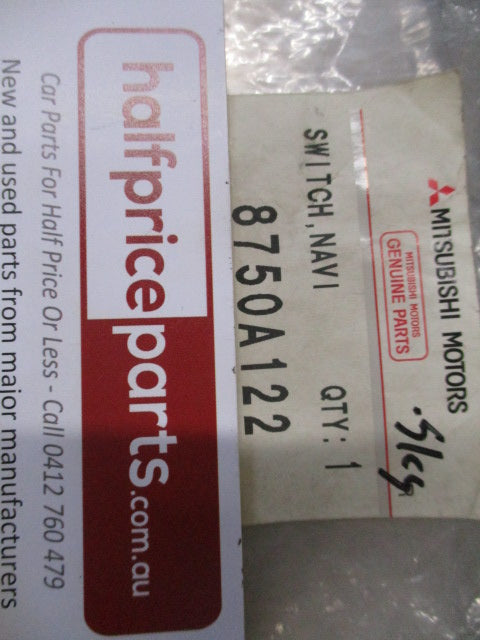 MITSUBISHI MOTORS
MITSUBISHI MOTORS
GENUINE PARTS
SWITCH,NAVI QTY: 1
8750A122
halfpriceparts.com.au
Car Parts For Half Price Or Less - Call 0412 760 479
New and used parts from major manufacturers